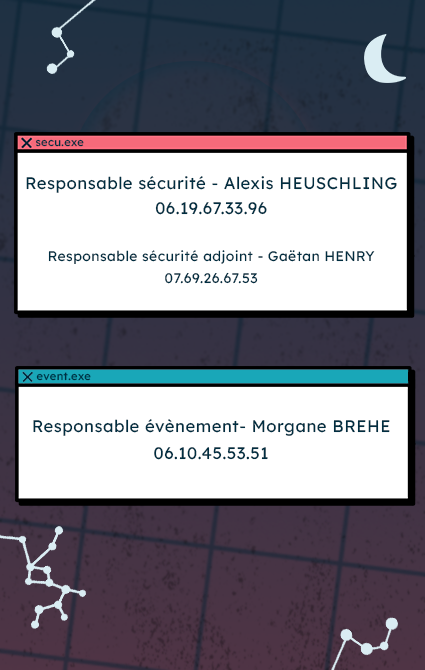 secu.exe
Responsable sécurité - Alexis HEUSCHLING
06.19.67.33.96
Responsable sécurité adjoint - Gaëtan HENRY
07.69.26.67.53
event.exe
Responsable évènement- Morgane BREHE
06.10.45.53.51